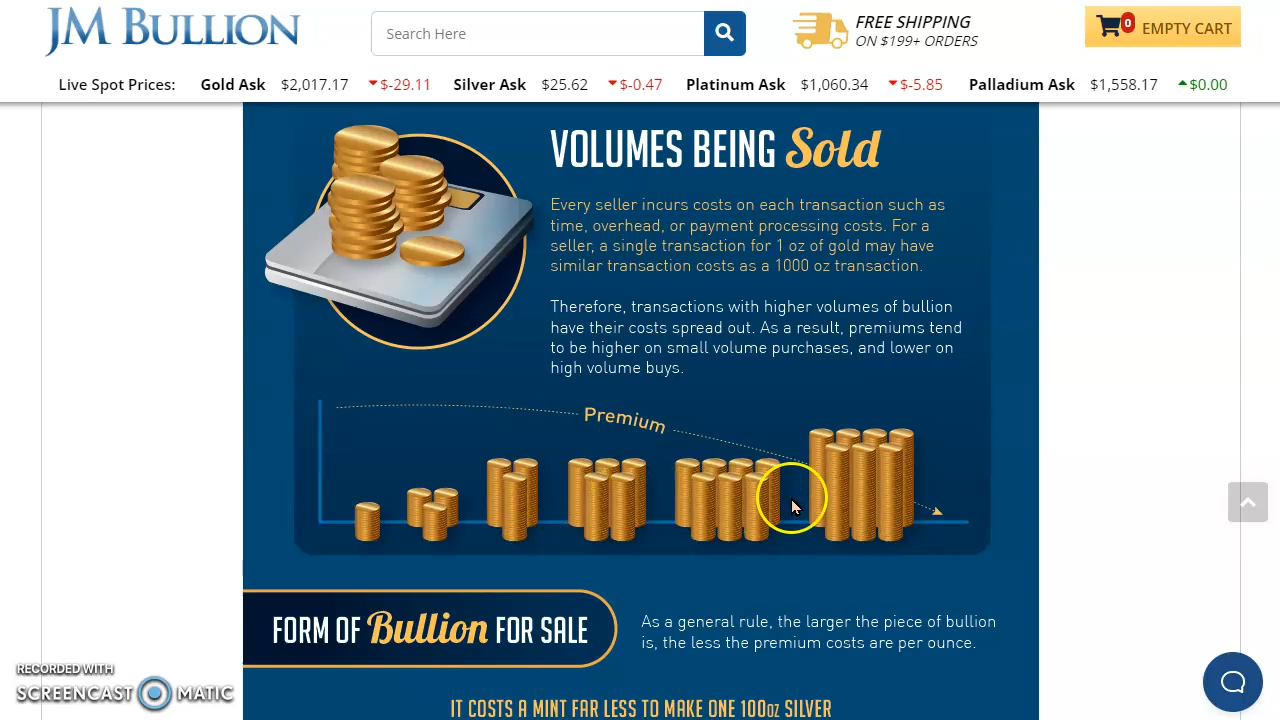 JM BULLION
Search Here
FREE SHIPPING
ON $199+ ORDERS
0
EMPTY CART
Live Spot Prices: Gold Ask $2,017.17 $-29.11 Silver Ask $25.62 $-0.47 Platinum Ask $1,060.34 $-5.85 Palladium Ask $1,558.17 $0.00
VOLUMES BEING Sold
Every seller incurs costs on each transaction such as
time, overhead, or payment processing costs. For a
seller, a single transaction for 1 oz of gold may have
similar transaction costs as a 1000 oz transaction.
Therefore, transactions with higher volumes of bullion
have their costs spread out. As a result, premiums tend
to be higher on small volume purchases, and lower on
high volume buys.
Premium
FORM OF Bullion FOR SALE
As a general rule, the larger the piece of bullion
is, the less the premium costs are per ounce.
RECORDED WITH
SCREENCAST MATIC
IT COSTS A MINT FAR LESS TO MAKE ONE 100oz SILVER